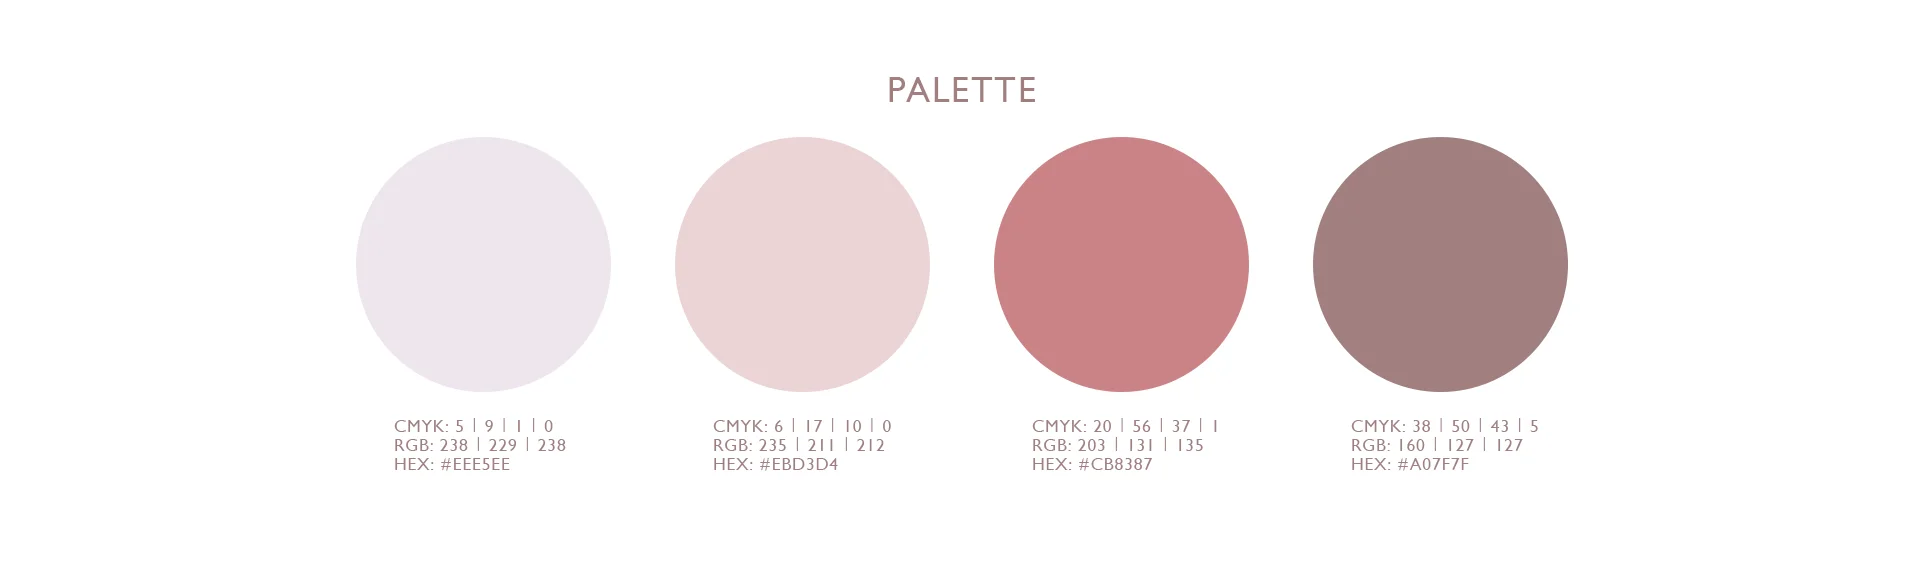 PALETTE
CMYK: 5 | 9 | 1 | 0
RGB: 238 | 229 | 238
HEX: #EEE5EE
CMYK: 6 | 17 | 10 | 0
RGB: 235 | 211 | 212
HEX: #EBD3D4
CMYK: 20 | 56 | 37 | 1
RGB: 203 | 131 | 135
HEX: #CB8387
CMYK: 38 | 50 | 43 | 5
RGB: 160 | 127 | 127
HEX: #A07F7F